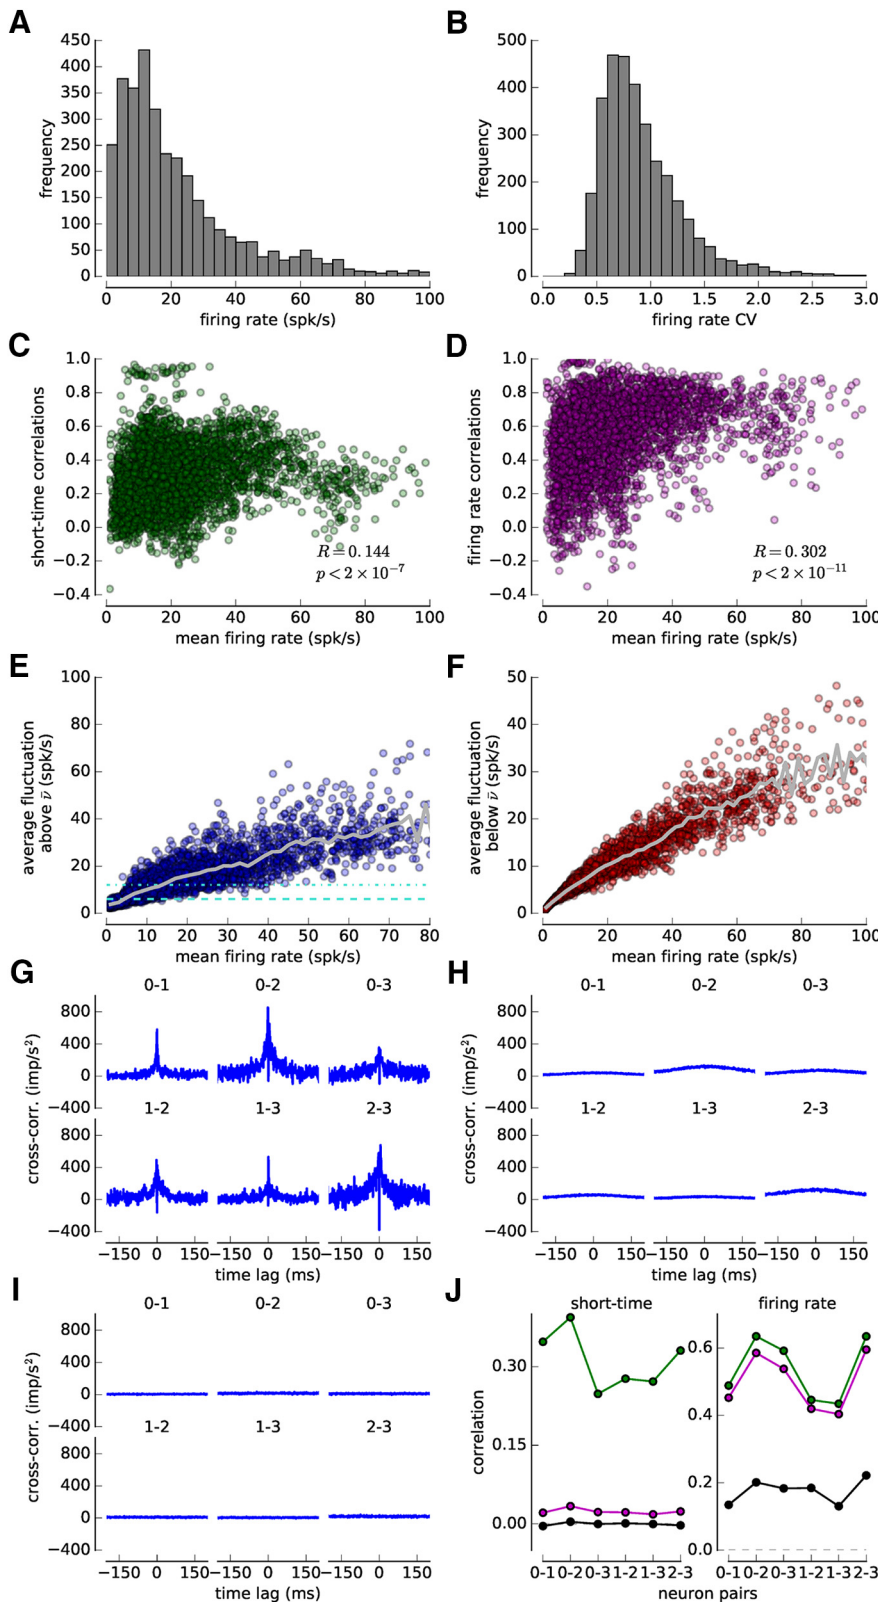 A
B
450
400
350
300
250
200
150
100
50
0
frequency
0 20 40 60 80 100
firing rate (spk/s)
500
400
300
200
100
0
frequency
0.0 0.5 1.0 1.5 2.0 2.5 3.0
firing rate CV
C
D
1.0
0.8
0.6
0.4
0.2
0.0
−0.2
−0.4
short-time correlations
R = 0.144
p < 2 × 10⁻⁷
0 20 40 60 80 100
mean firing rate (spk/s)
1.0
0.8
0.6
0.4
0.2
0.0
−0.2
−0.4
firing rate correlations
R = 0.302
p < 2 × 10⁻¹¹
0 20 40 60 80 100
mean firing rate (spk/s)
E
F
100
80
60
40
20
0
average fluctuation
above ν̄ (spk/s)
0 10 20 30 40 50 60 70 80
mean firing rate (spk/s)
50
40
30
20
10
0
average fluctuation
below ν̄ (spk/s)
0 20 40 60 80 100
mean firing rate (spk/s)
G
0-1 0-2 0-3
800
400
0
−400
1-2 1-3 2-3
800
400
0
−400
cross-corr. (imp/s²)
−150 0 150 −150 0 150 −150 0 150
time lag (ms)
H
0-1 0-2 0-3
800
400
0
−400
1-2 1-3 2-3
800
400
0
−400
cross-corr. (imp/s²)
−150 0 150 −150 0 150 −150 0 150
time lag (ms)
I
0-1 0-2 0-3
800
400
0
−400
1-2 1-3 2-3
800
400
0
−400
cross-corr. (imp/s²)
−150 0 150 −150 0 150 −150 0 150
time lag (ms)
J
short-time
firing rate
0.30
0.15
0.00
correlation
0.6
0.4
0.2
0.0
0-1 0-2 0-3 1-2 1-3 2-3
0-1 0-2 0-3 1-2 1-3 2-3
neuron pairs